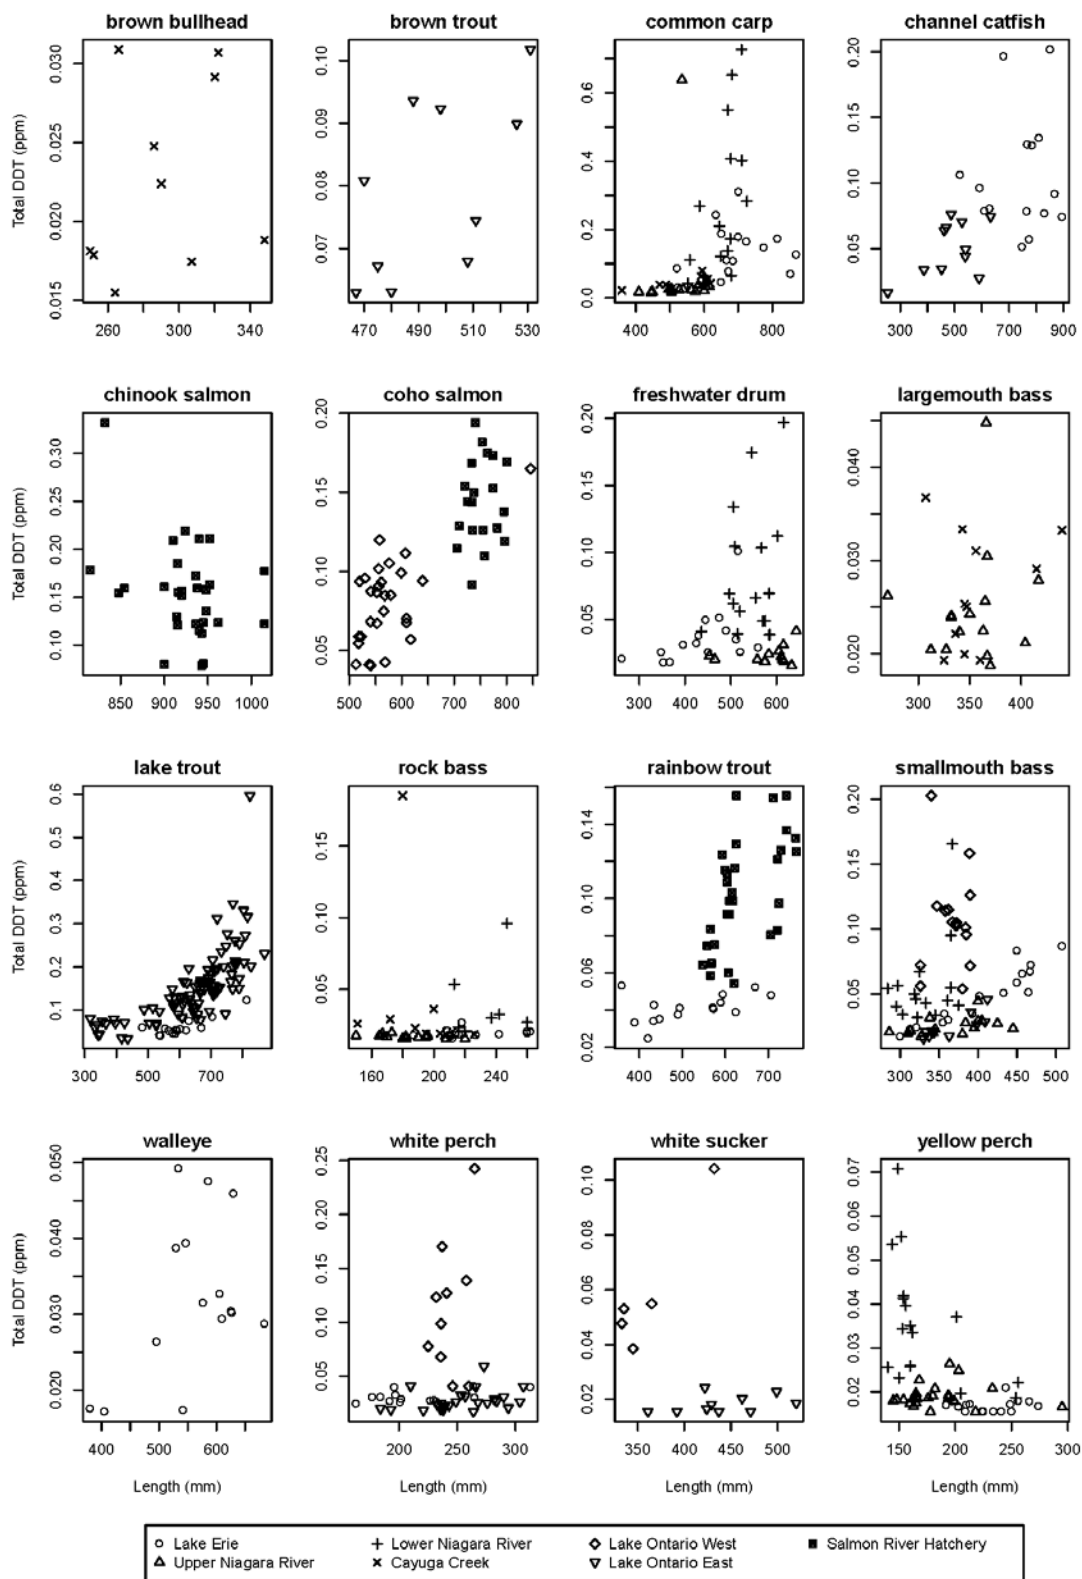 brown bullhead
brown trout
common carp
channel catfish
Total DDT (ppm)
0.015 0.020 0.025 0.030
260 300 340
0.07 0.08 0.09 0.10
470 490 510 530
0.0 0.2 0.4 0.6
400 600 800
0.05 0.10 0.15 0.20
300 500 700 900
chinook salmon
coho salmon
freshwater drum
largemouth bass
Total DDT (ppm)
0.10 0.15 0.20 0.25 0.30
850 900 950 1000
0.05 0.10 0.15 0.20
500 600 700 800
0.05 0.10 0.15 0.20
300 400 500 600
0.020 0.030 0.040
300 350 400
lake trout
rock bass
rainbow trout
smallmouth bass
Total DDT (ppm)
0.1 0.2 0.3 0.4 0.5 0.6
300 500 700
0.05 0.10 0.15
160 200 240
0.02 0.06 0.10 0.14
400 500 600 700
0.05 0.10 0.15 0.20
300 350 400 450 500
walleye
white perch
white sucker
yellow perch
Total DDT (ppm)
0.020 0.030 0.040 0.050
400 500 600
0.05 0.10 0.15 0.20 0.25
200 250 300
0.02 0.04 0.06 0.08 0.10
350 400 450 500
0.02 0.03 0.04 0.05 0.06 0.07
150 200 250 300
Length (mm)
Length (mm)
Length (mm)
Length (mm)
Lake Erie
Lower Niagara River
Lake Ontario West
Salmon River Hatchery
Upper Niagara River
Cayuga Creek
Lake Ontario East